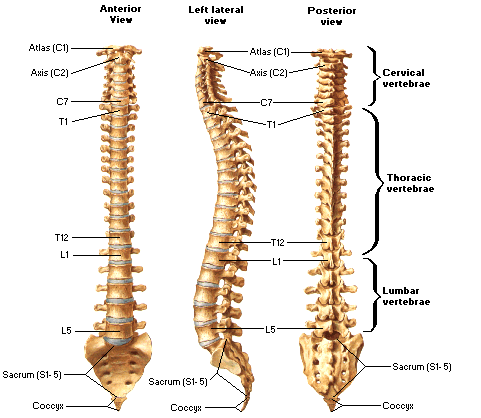 Anterior
View
Left lateral
view
Posterior
view
Atlas (C1)
Axis (C2)
C7
T1
T12
L1
L5
Sacrum (S1-5)
Coccyx
Atlas (C1)
Axis (C2)
C7
T1
T12
L1
L5
Sacrum (S1-5)
Coccyx
Cervical
vertebrae
Thoracic
vertebrae
Lumbar
vertebrae
Sacrum (S1-5)
Coccyx